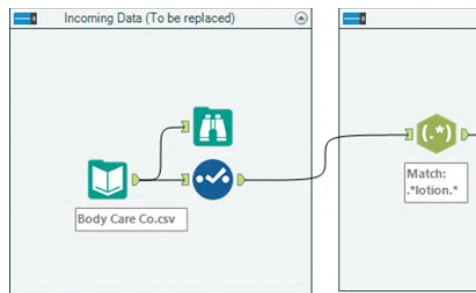 Incoming Data (To be replaced)
(.*)
Match:
.*lotion.*
Body Care Co.csv